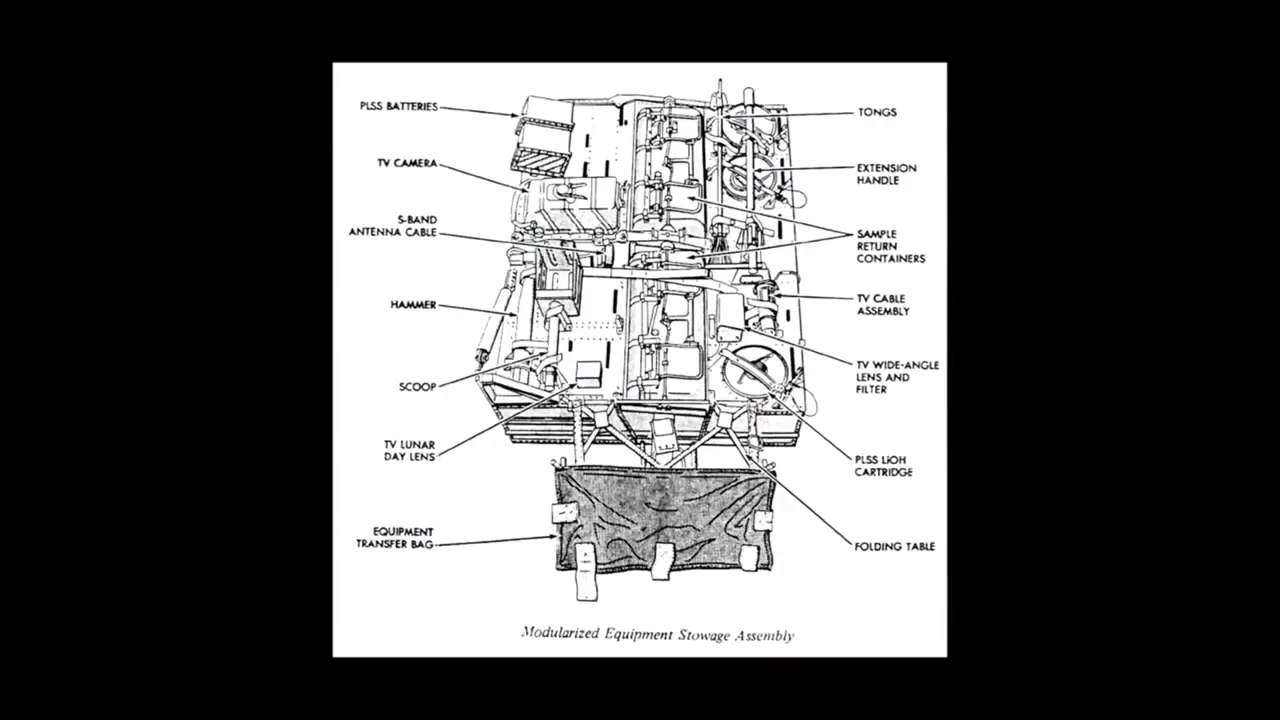 PLSS BATTERIES
TV CAMERA
S-BAND
ANTENNA CABLE
HAMMER
SCOOP
TV LUNAR
DAY LENS
EQUIPMENT
TRANSFER BAG
TONGS
EXTENSION
HANDLE
SAMPLE
RETURN
CONTAINERS
TV CABLE
ASSEMBLY
TV WIDE-ANGLE
LENS AND
FILTER
PLSS LiOH
CARTRIDGE
FOLDING TABLE
Modularized Equipment Stowage Assembly